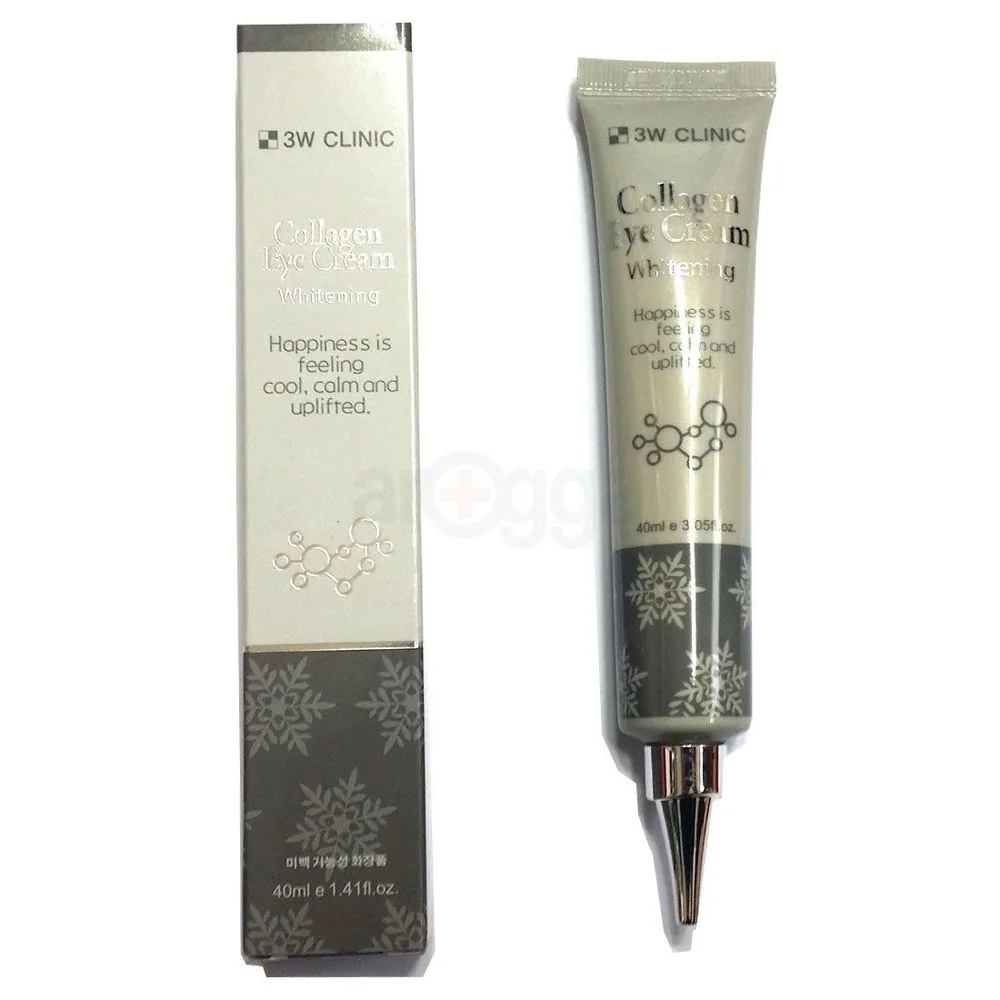 3W CLINIC
Collagen
Eye Cream
Whitening
Happiness is
feeling
cool, calm and
uplifted.
미백 기능성 화장품
40ml e 1.41fl.oz.
3W CLINIC
Collagen
Eye Cream
Whitening
Happiness is
feeling
cool, calm and
uplifted.
40ml e 3.05fl.oz.
arogga